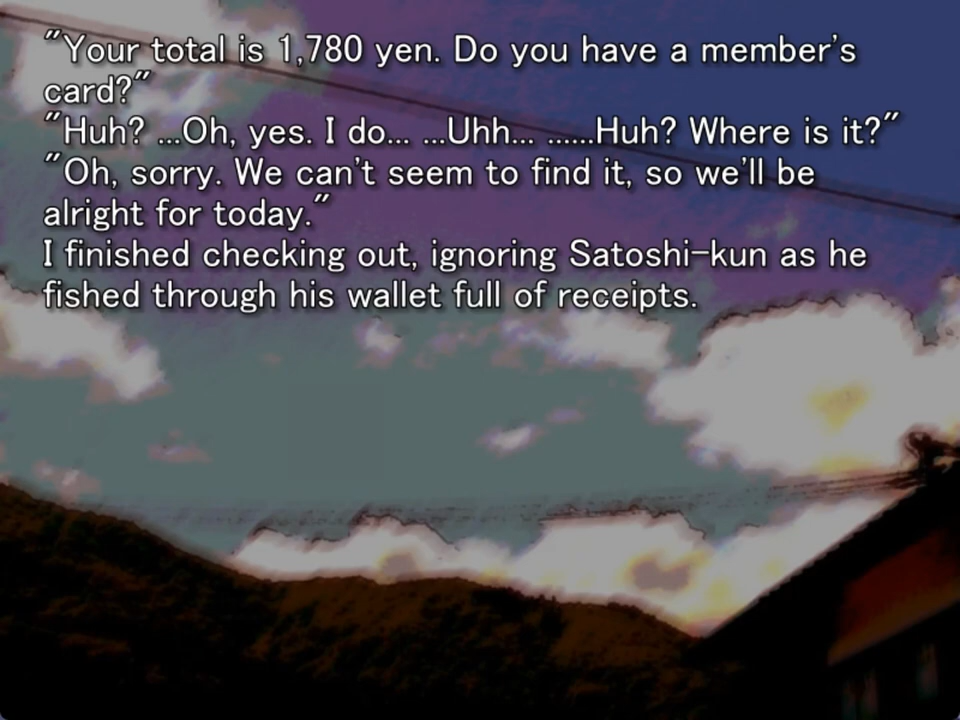 "Your total is 1,780 yen. Do you have a member's
card?"
"Huh? ...Oh, yes. I do... ...Uhh... ......Huh? Where is it?"
"Oh, sorry. We can't seem to find it, so we'll be
alright for today."
I finished checking out, ignoring Satoshi-kun as he
fished through his wallet full of receipts.